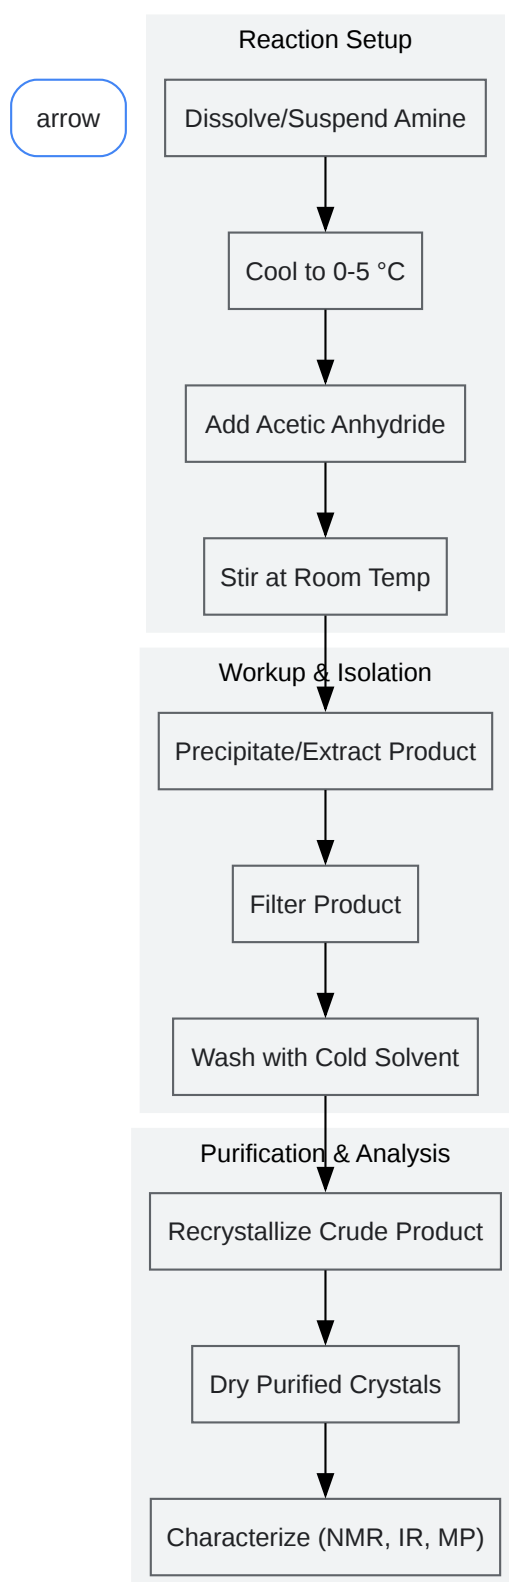 Reaction Setup
arrow
Dissolve/Suspend Amine
Cool to 0-5 °C
Add Acetic Anhydride
Stir at Room Temp
Workup & Isolation
Precipitate/Extract Product
Filter Product
Wash with Cold Solvent
Purification & Analysis
Recrystallize Crude Product
Dry Purified Crystals
Characterize (NMR, IR, MP)